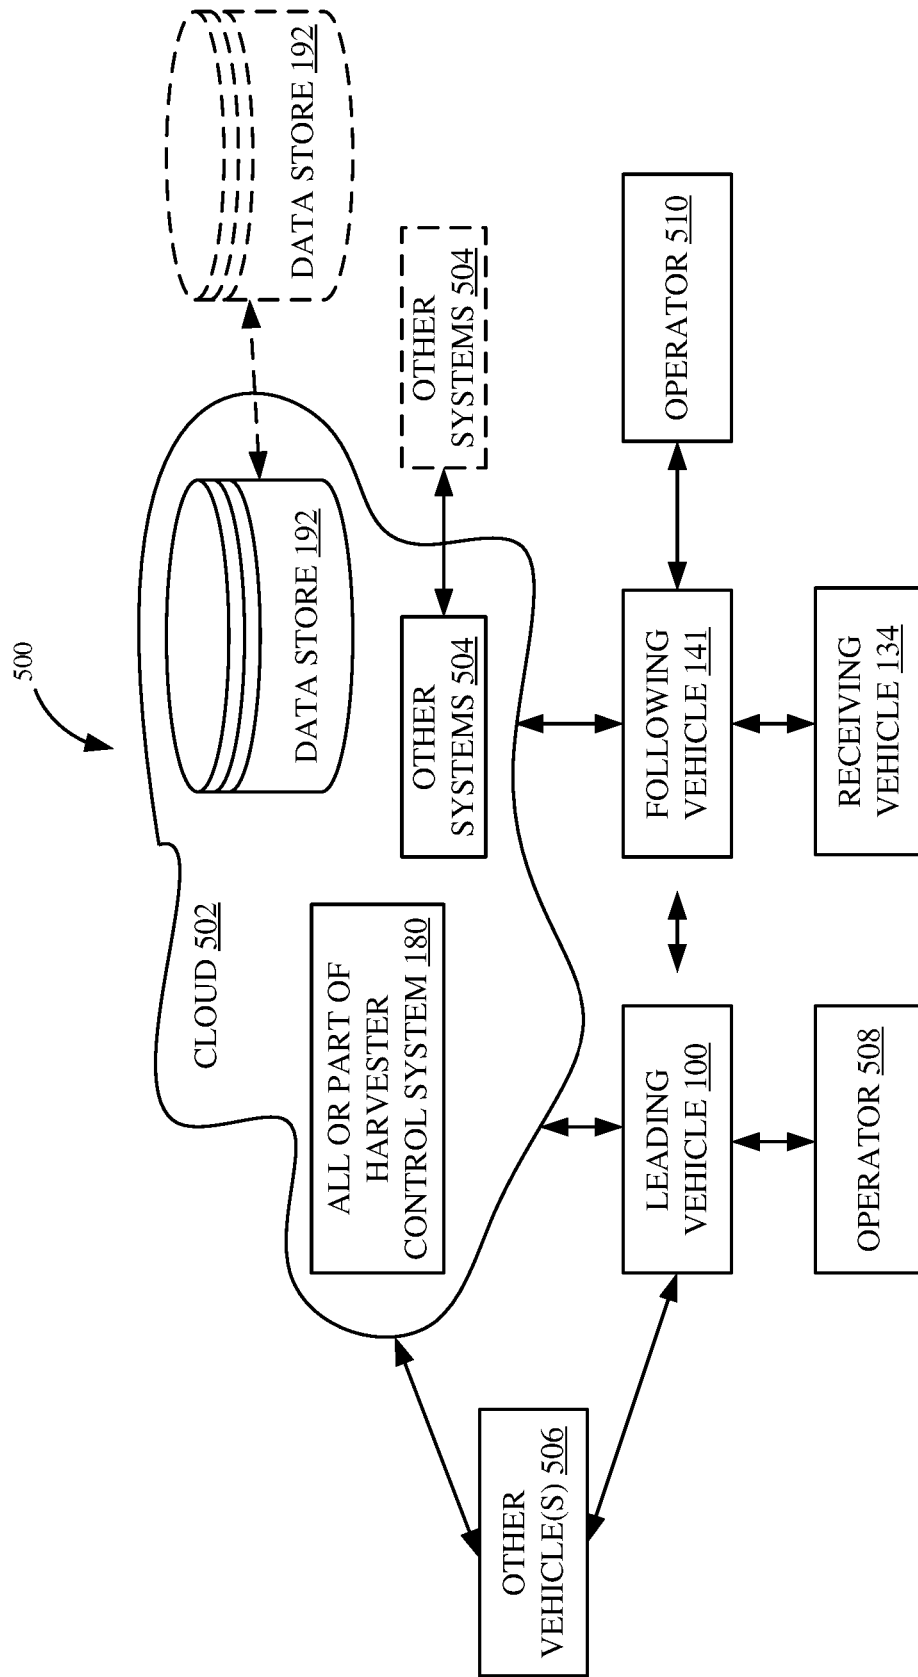 500
CLOUD 502
DATA STORE 192
DATA STORE 192
ALL OR PART OF
HARVESTER
CONTROL SYSTEM 180
OTHER
SYSTEMS 504
OTHER
SYSTEMS 504
OTHER
VEHICLE(S) 506
LEADING
VEHICLE 100
FOLLOWING
VEHICLE 141
OPERATOR 510
OPERATOR 508
RECEIVING
VEHICLE 134